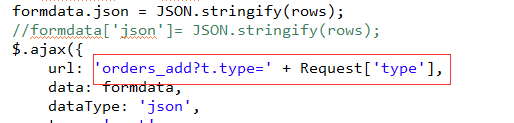 formdata.json = JSON.stringify(rows);
//formdata['json']= JSON.stringify(rows);
$.ajax({
url: 'orders_add?t.type=' + Request['type'],
data: formdata,
dataType: 'json',